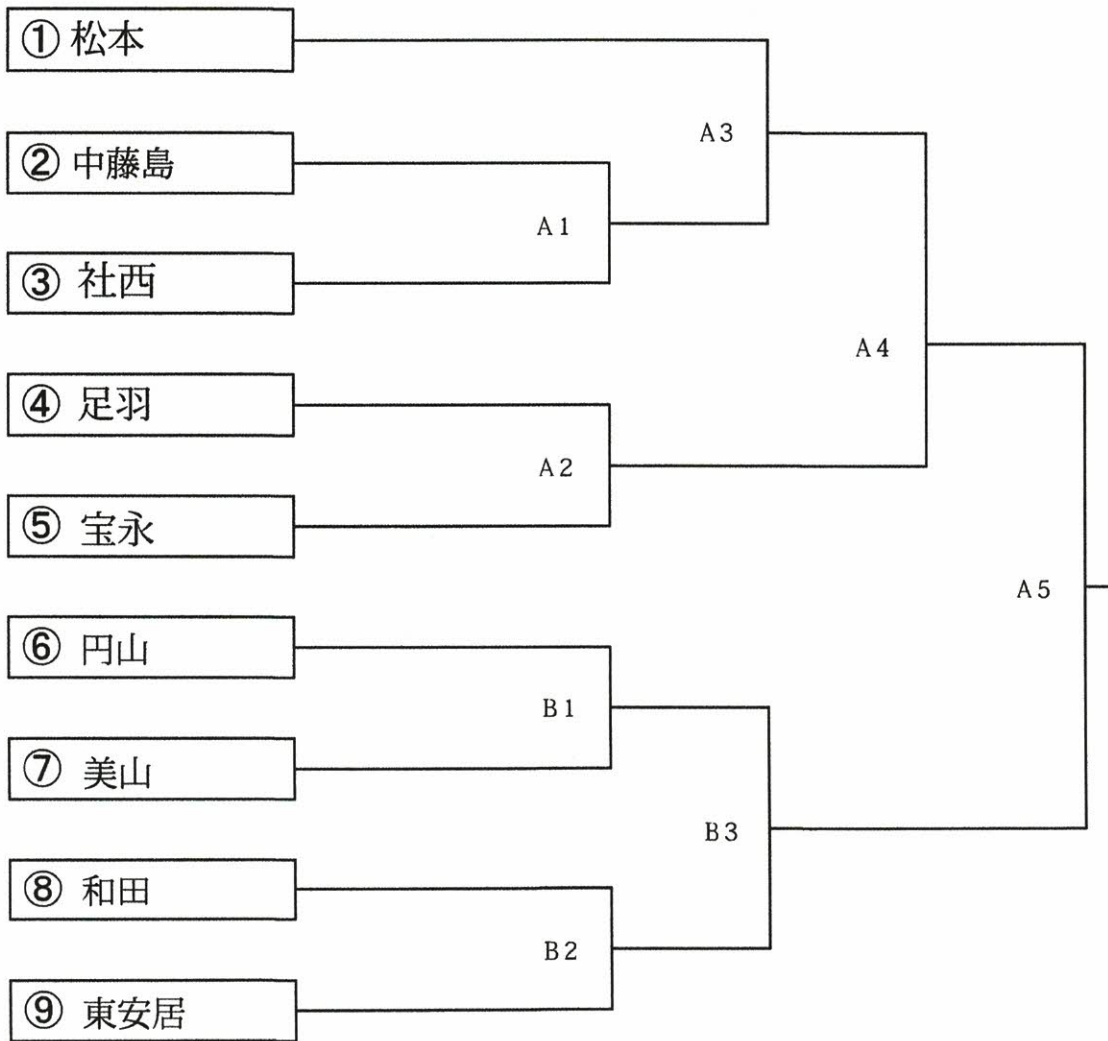 ① 松本
A3
② 中藤島
A1
③ 社西
A4
④ 足羽
A2
⑤ 宝永
A5
⑥ 円山
B1
⑦ 美山
B3
⑧ 和田
B2
⑨ 東安居